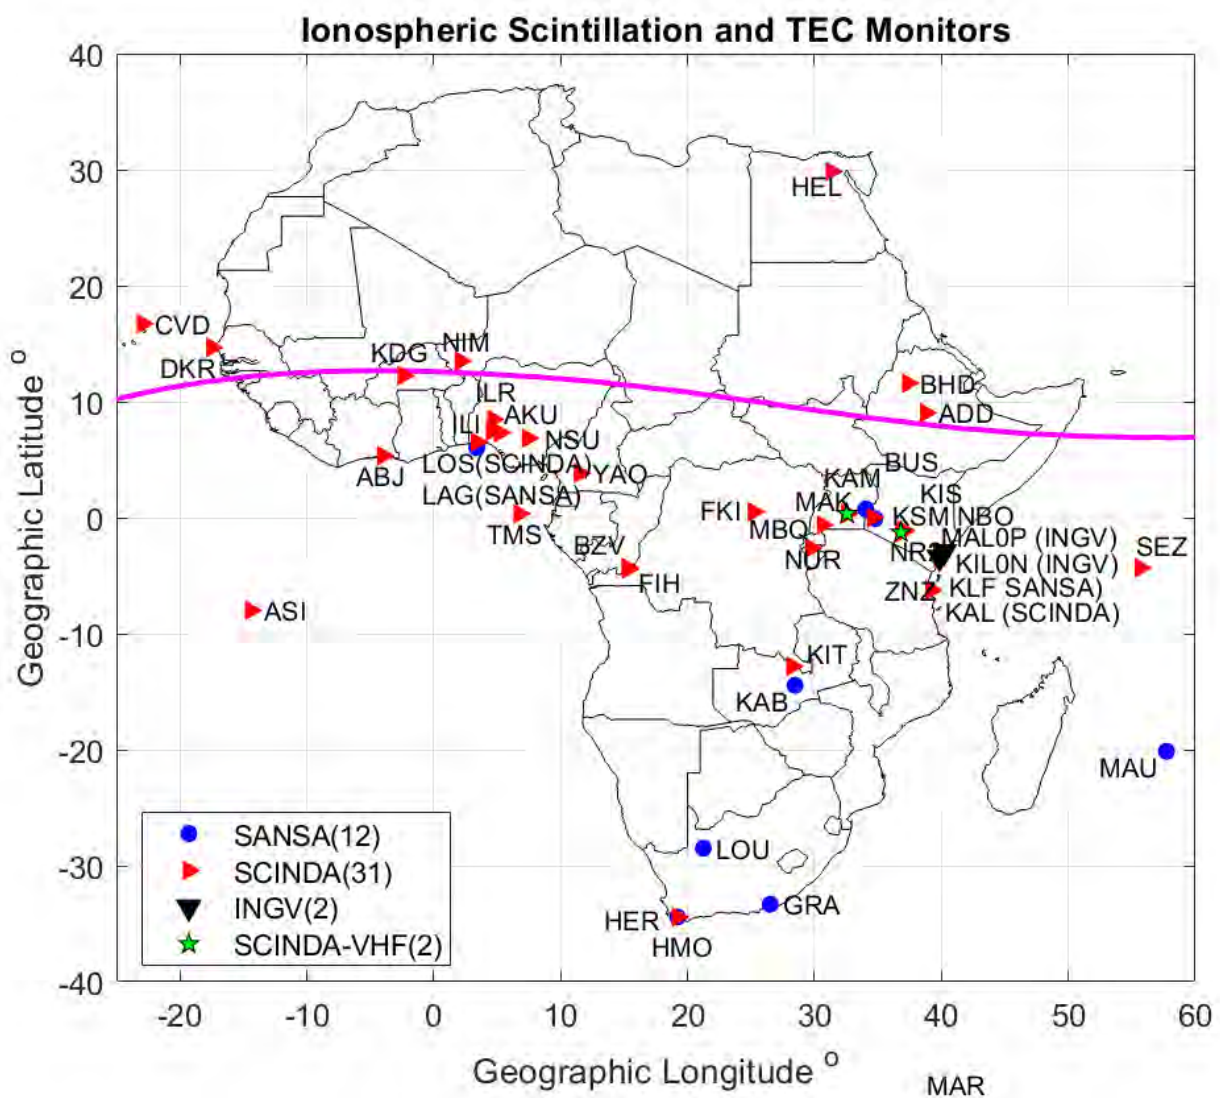 Ionospheric Scintillation and TEC Monitors
40
30
20
10
0
-10
-20
-30
-40
Geographic Latitude o
HEL
CVD
DKR
KDG
NIM
BHD
ADD
LR
AKU
ILI
NSU
LOS(SCINDA)
YAO
ABJ
LAG(SANSA)
TMS
BUS
KAM
KIS
MAK
FKI
KSM
NBO
MBQ
MAL0P (INGV)
SEZ
BZV
NUR
KIL0N (INGV)
FIH
ZNZ
KLF SANSA)
ASI
KAL (SCINDA)
KIT
KAB
MAU
LOU
GRA
HER
HMO
SANSA(12)
SCINDA(31)
INGV(2)
SCINDA-VHF(2)
-20
-10
0
10
20
30
40
50
60
Geographic Longitude o
MAR